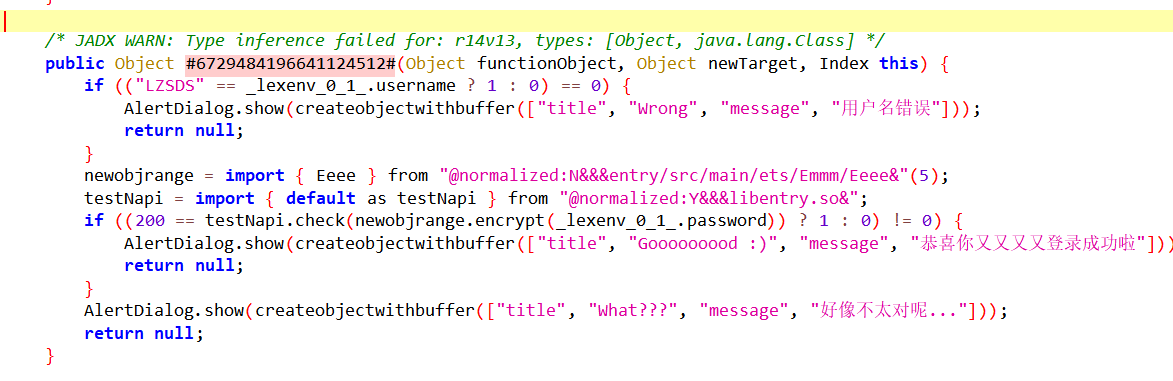 }
/* JADX WARN: Type inference failed for: r14v13, types: [Object, java.lang.Class] */
public Object #6729484196641124512#(Object functionObject, Object newTarget, Index this) {
if (("LZSDS" == _lexenv_0_1_.username ? 1 : 0) == 0) {
AlertDialog.show(createobjectwithbuffer(["title", "Wrong", "message", "用户名错误"]));
return null;
}
newobjrange = import { Eeee } from "@normalized:N&&&entry/src/main/ets/Emmm/Eeee&"(5);
testNapi = import { default as testNapi } from "@normalized:Y&&&libentry.so&";
if ((200 == testNapi.check(newobjrange.encrypt(_lexenv_0_1_.password)) ? 1 : 0) != 0) {
AlertDialog.show(createobjectwithbuffer(["title", "Gooooooood :)", "message", "恭喜你又又又又登录成功啦"]))
return null;
}
AlertDialog.show(createobjectwithbuffer(["title", "What???", "message", "好像不太对呢..."]));
return null;
}